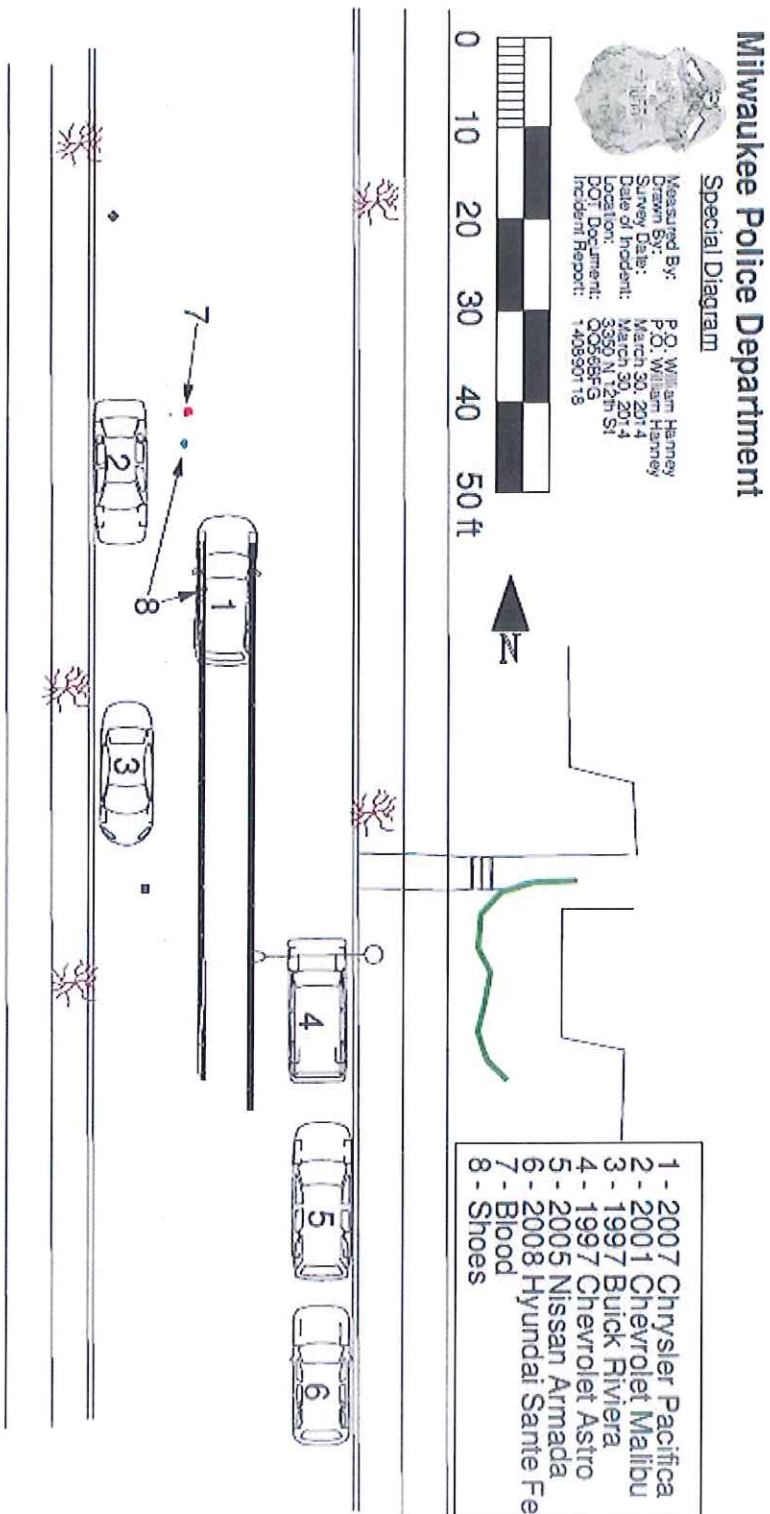 Milwaukee Police Department
Special Diagram
Measured By: P.O. William Hanney
Drawn By: P.O. William Hanney
Survey Date: March 30, 2014
Date of Incident: March 30, 2014
Location: 3350 N 12th St
DOT Document: QQ56BFG
Incident Report: 140890118
0 10 20 30 40 50 ft
N
1 - 2007 Chrysler Pacifica
2 - 2001 Chevrolet Malibu
3 - 1997 Buick Riviera
4 - 1997 Chevrolet Astro
5 - 2005 Nissan Armada
6 - 2008 Hyundai Sante Fe
7 - Blood
8 - Shoes
4
5
6
1
7
8
2
3